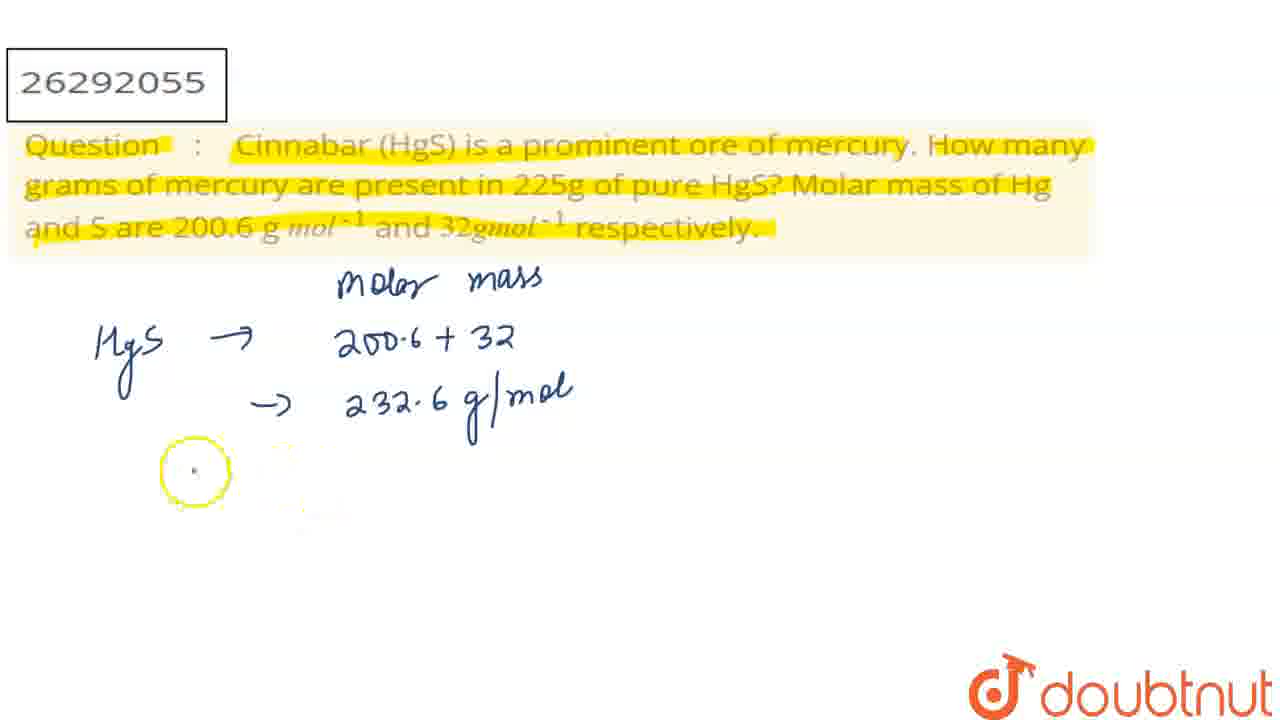 26292055
Question : Cinnabar (HgS) is a prominent ore of mercury. How many
grams of mercury are present in 225g of pure HgS? Molar mass of Hg
and S are 200.6 g mol⁻¹ and 32gmol⁻¹ respectively.
molar mass
HgS → 200.6 + 32
→ 232.6 g/mol
doubtnut